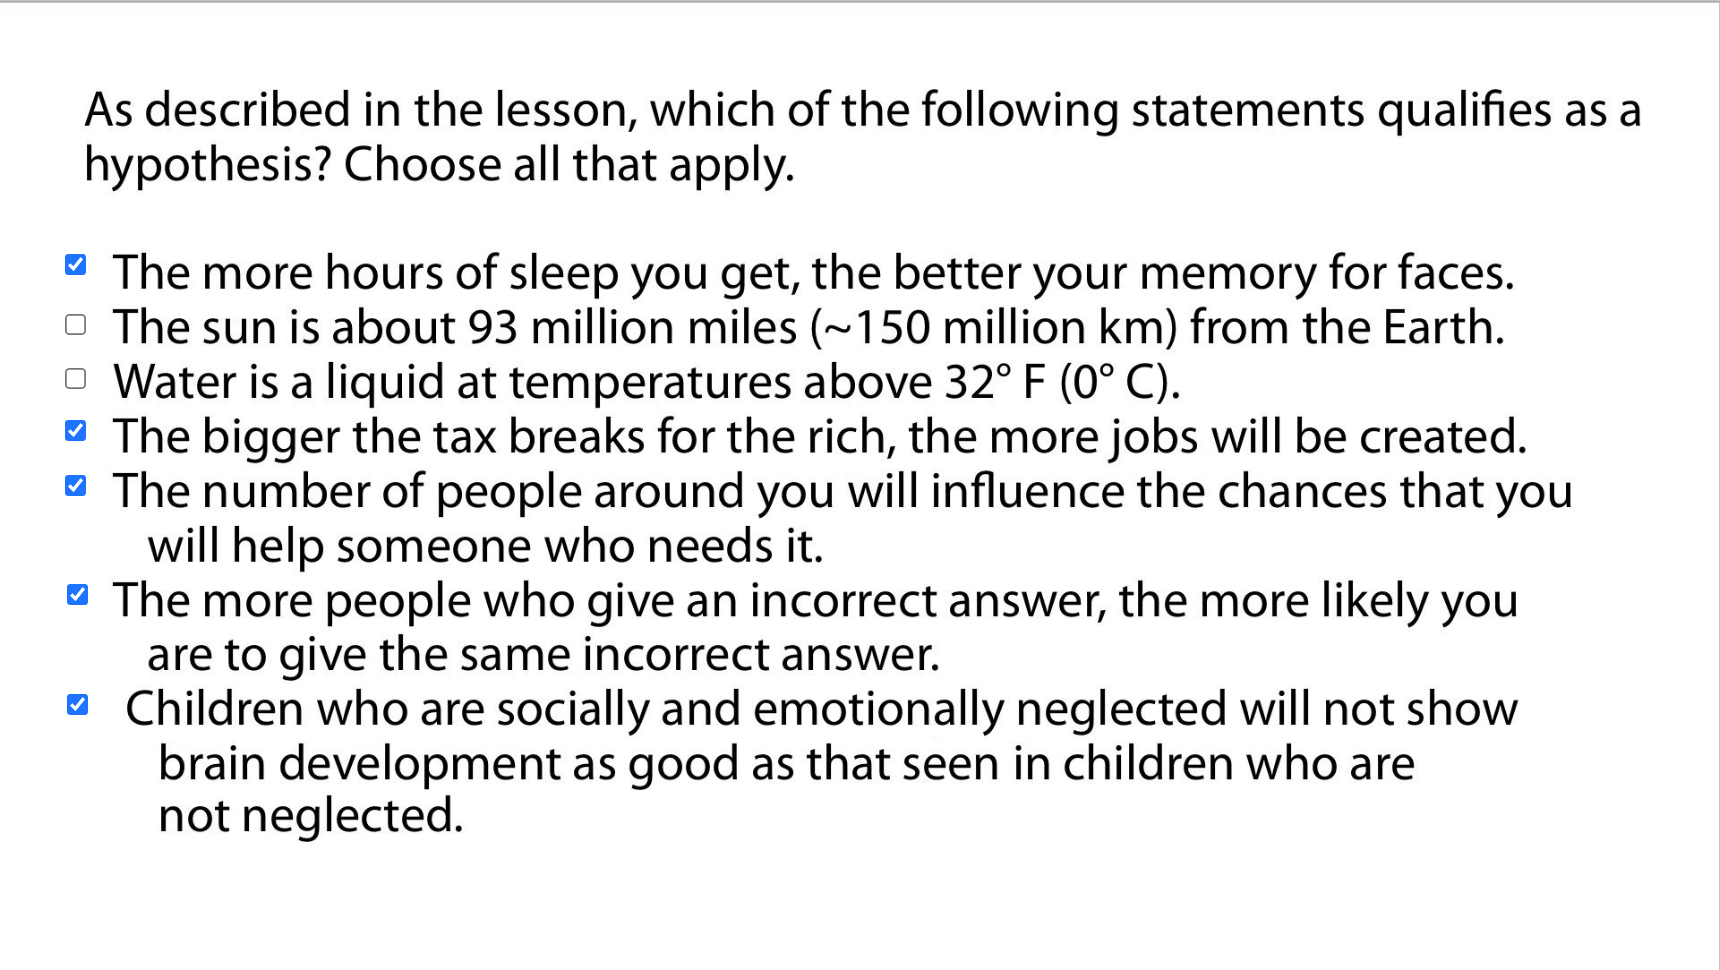 As described in the lesson, which of the following statements qualifies as a
hypothesis? Choose all that apply.
The more hours of sleep you get, the better your memory for faces.
The sun is about 93 million miles (~150 million km) from the Earth.
Water is a liquid at temperatures above 32° F (0° C).
The bigger the tax breaks for the rich, the more jobs will be created.
The number of people around you will influence the chances that you
will help someone who needs it.
The more people who give an incorrect answer, the more likely you
are to give the same incorrect answer.
Children who are socially and emotionally neglected will not show
brain development as good as that seen in children who are
not neglected.